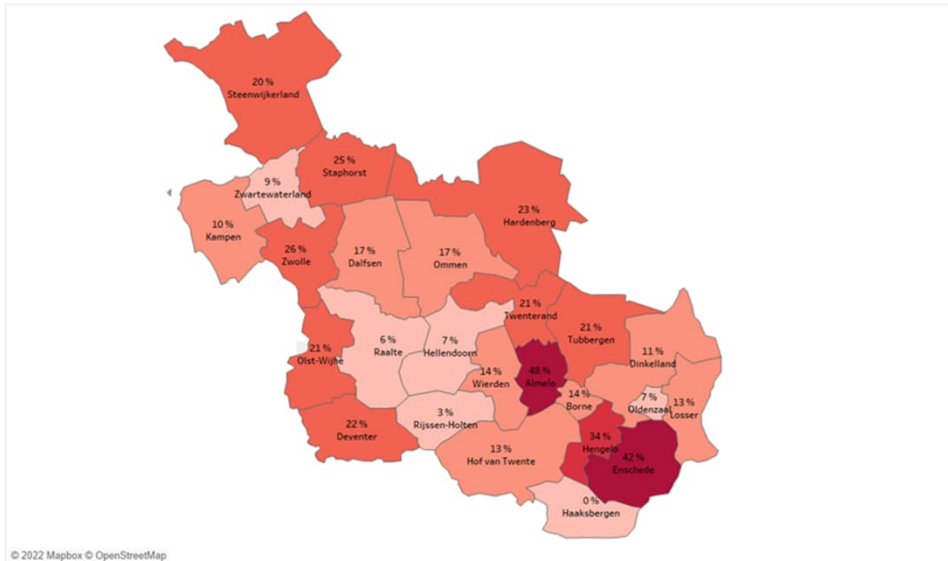 20 %
Steenwijkerland
25 %
Staphorst
9 %
Zwartewaterland
10 %
Kampen
23 %
Hardenberg
26 %
Zwolle
17 %
Dalfsen
17 %
Ommen
21 %
Twenterand
21 %
Tubbergen
21 %
Olst-Wijhe
6 %
Raalte
7 %
Hellendoorn
11 %
Dinkelland
14 %
Wierden
48 %
Almelo
14 %
Borne
7 %
Oldenzaal
13 %
Losser
3 %
Rijssen-Holten
22 %
Deventer
34 %
Hengelo
13 %
Hof van Twente
42 %
Enschede
0 %
Haaksbergen
© 2022 Mapbox © OpenStreetMap